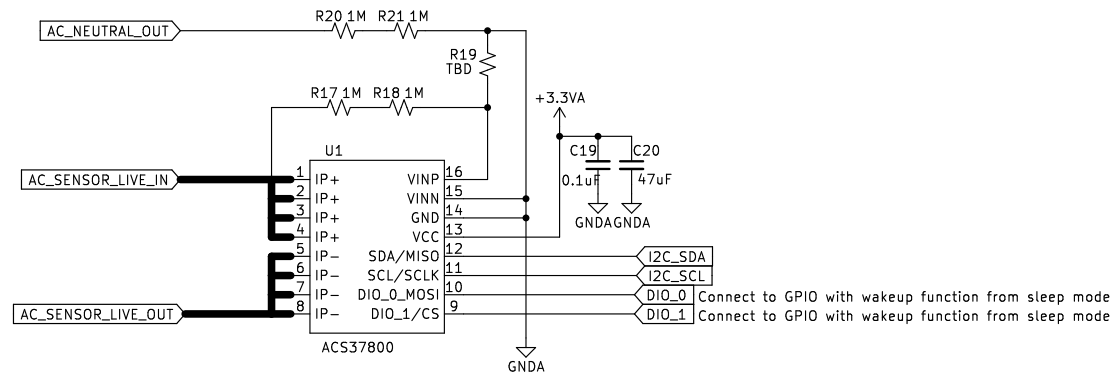 R20 1M R21 1M
AC_NEUTRAL_OUT
R19
TBD
R17 1M R18 1M
+3.3VA
U1
C19 C20
0.1uF 47uF
GNDA GNDA
AC_SENSOR_LIVE_IN
1 IP+ VINP 16
2 IP+ VINN 15
3 IP+ GND 14
4 IP+ VCC 13
5 IP- SDA/MISO 12 I2C_SDA
6 IP- SCL/SCLK 11 I2C_SCL
7 IP- DIO_0_MOSI 10 DIO_0 Connect to GPIO with wakeup function from sleep mode
8 IP- DIO_1/CS 9 DIO_1 Connect to GPIO with wakeup function from sleep mode
AC_SENSOR_LIVE_OUT
ACS37800
GNDA